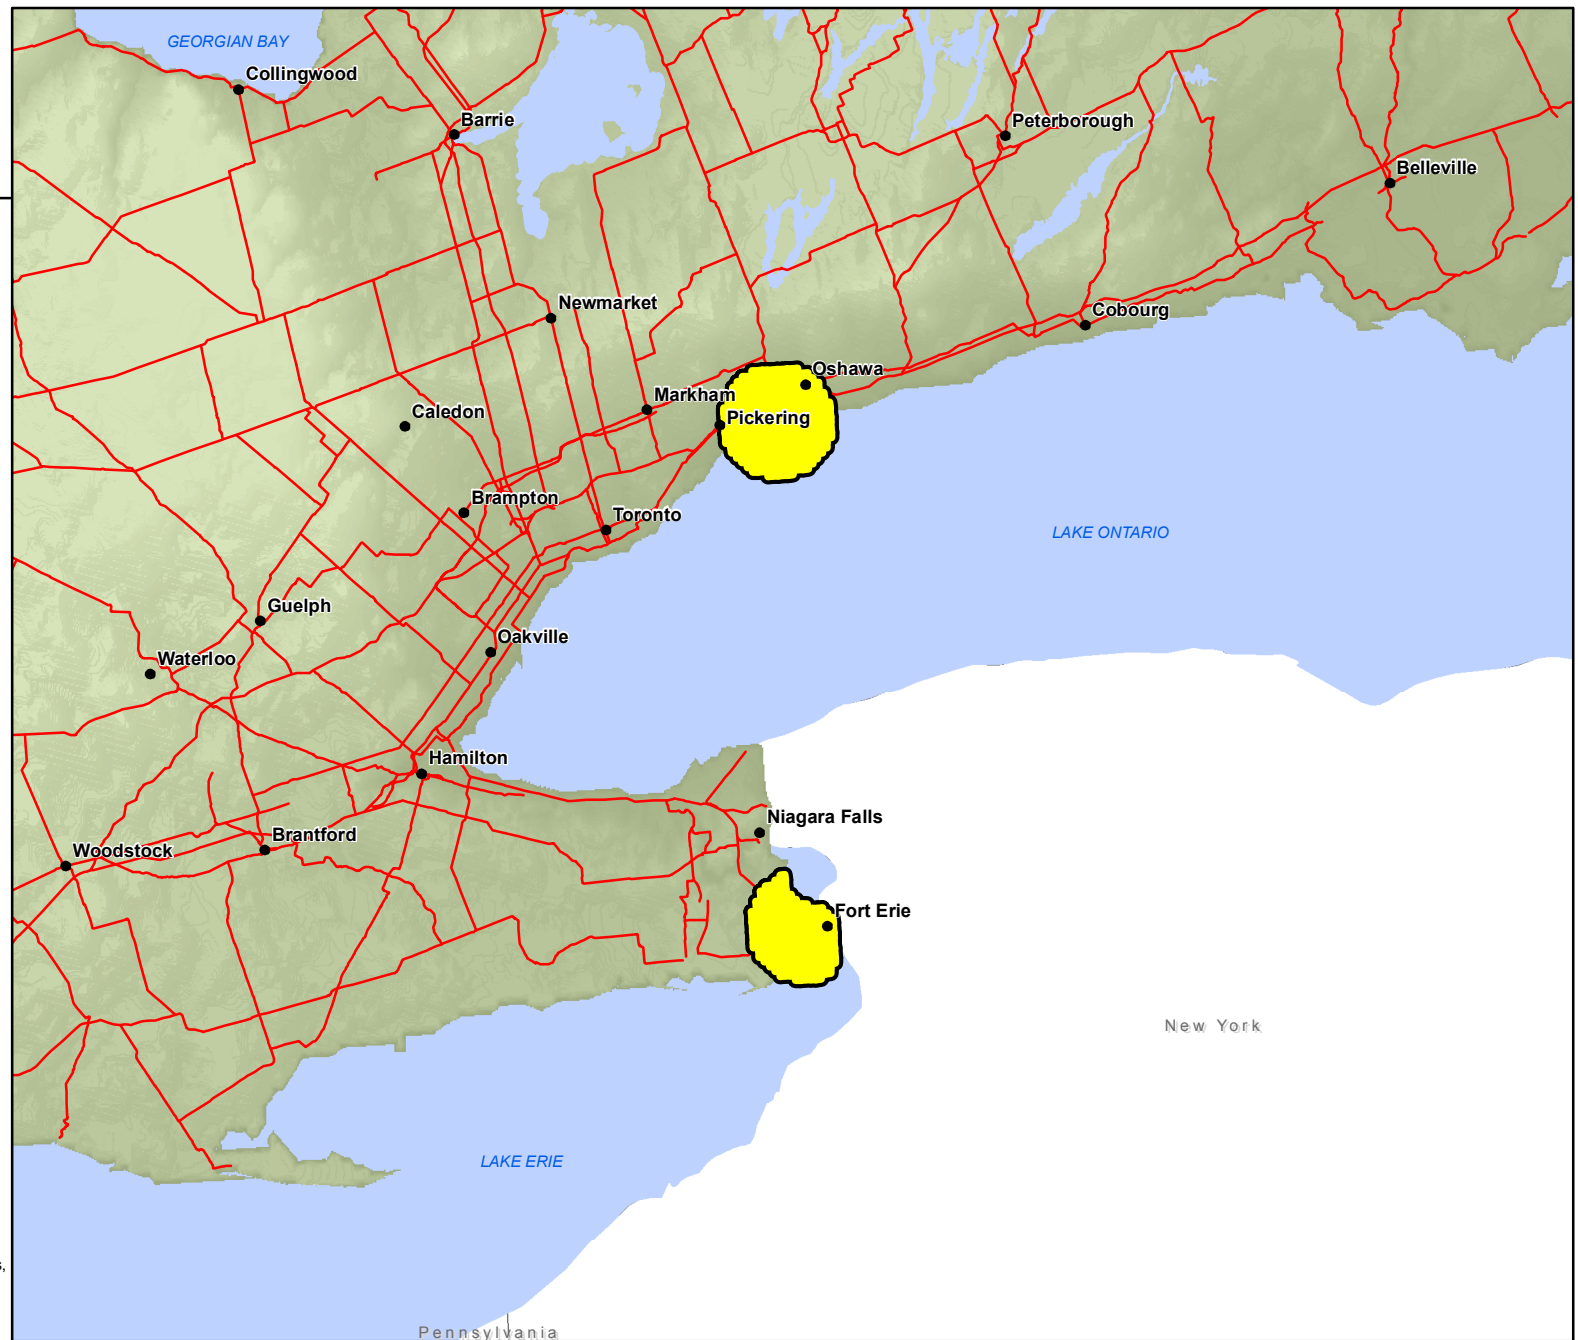 GEORGIAN BAY
Collingwood
Barrie
Peterborough
Belleville
Newmarket
Cobourg
Oshawa
Markham
Caledon
Pickering
Brampton
Toronto
LAKE ONTARIO
Guelph
Oakville
Waterloo
Hamilton
Niagara Falls
Brantford
Woodstock
Fort Erie
New York
LAKE ERIE
Pennsylvania